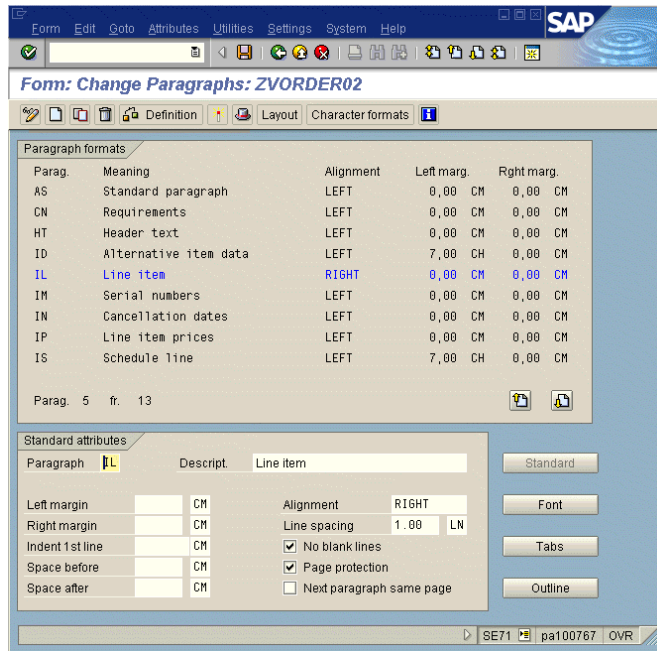 Form Edit Goto Attributes Utilities Settings System Help
SAP
Form: Change Paragraphs: ZVORDER02
Definition Layout Character formats
Paragraph formats
Parag. Meaning Alignment Left marg. Rght marg.
AS Standard paragraph LEFT 0,00 CM 0,00 CM
CN Requirements LEFT 0,00 CM 0,00 CM
HT Header text LEFT 0,00 CM 0,00 CM
ID Alternative item data LEFT 7,00 CH 0,00 CM
IL Line item RIGHT 0,00 CM 0,00 CM
IM Serial numbers LEFT 0,00 CM 0,00 CM
IN Cancellation dates LEFT 0,00 CM 0,00 CM
IP Line item prices LEFT 0,00 CM 0,00 CM
IS Schedule line LEFT 7,00 CH 0,00 CM
Parag. 5 fr. 13
Standard attributes
Paragraph IL Descript. Line item Standard
Left margin CM Alignment RIGHT Font
Right margin CM Line spacing 1.00 LN
Indent 1st line CM No blank lines Tabs
Space before CM Page protection
Space after CM Next paragraph same page Outline
SE71 pa100767 OVR